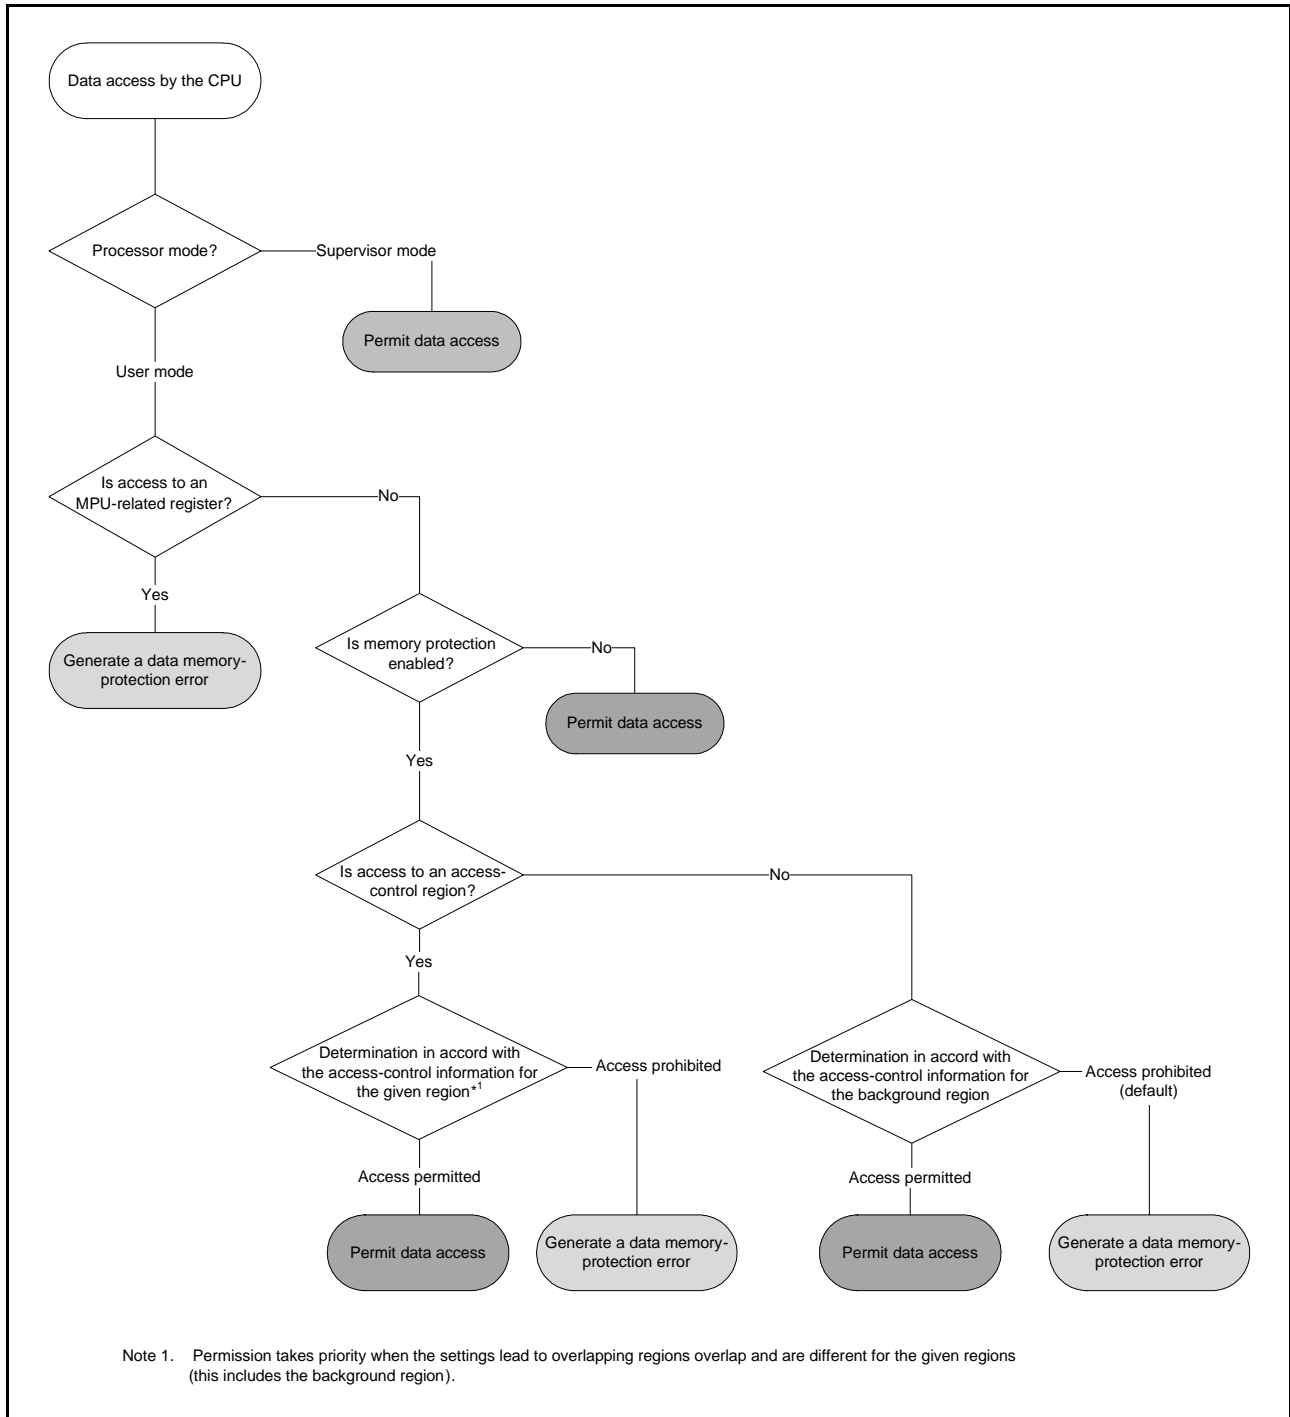 Data access by the CPU
Processor mode?
Supervisor mode
Permit data access
User mode
Is access to an
MPU-related register?
No
Yes
Generate a data memory-
protection error
Is memory protection
enabled?
No
Permit data access
Yes
Is access to an access-
control region?
No
Yes
Determination in accord with
the access-control information for
the given region*1
Access prohibited
Determination in accord with
the access-control information for
the background region
Access prohibited
(default)
Access permitted
Access permitted
Permit data access
Generate a data memory-
protection error
Permit data access
Generate a data memory-
protection error
Note 1. Permission takes priority when the settings lead to overlapping regions overlap and are different for the given regions
(this includes the background region).